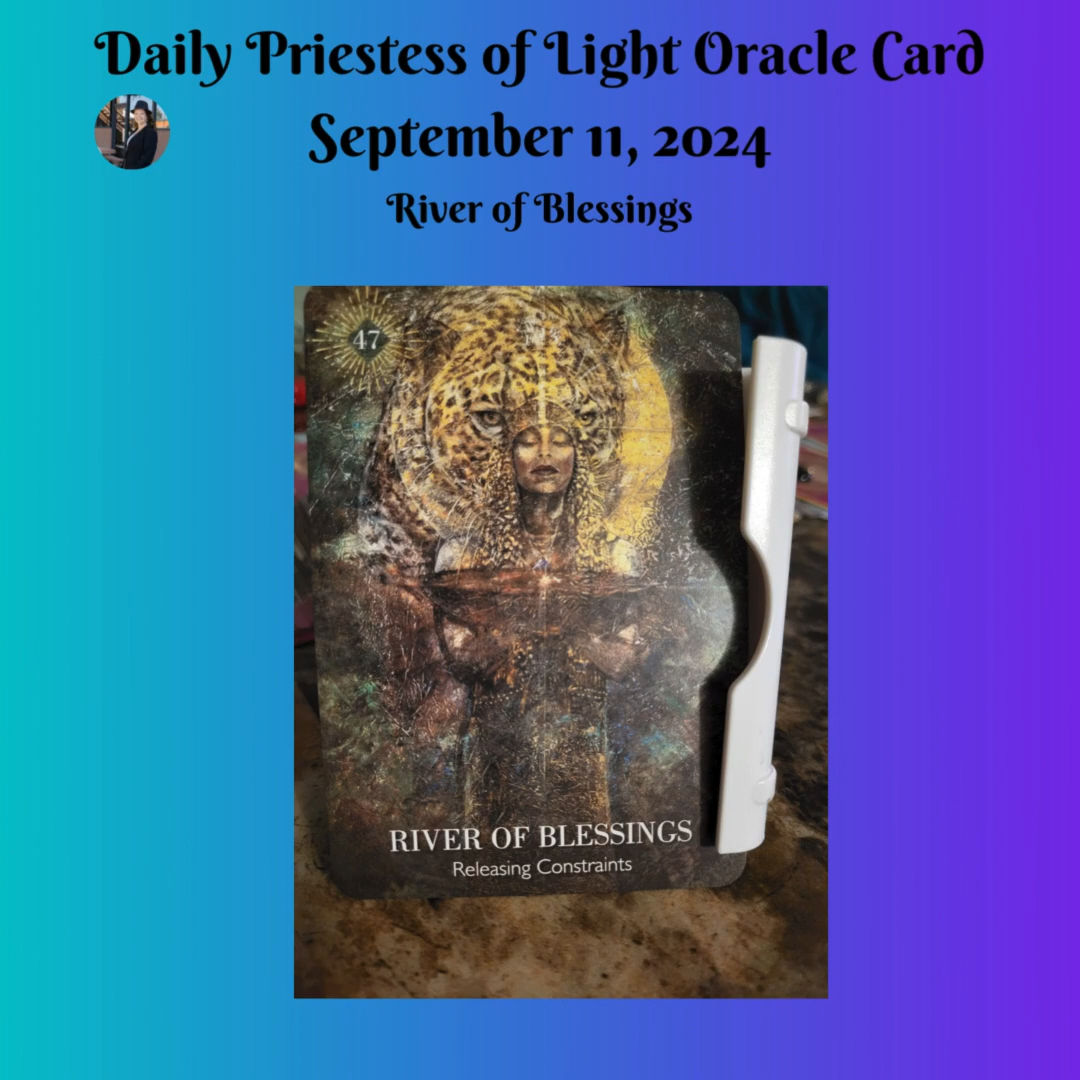 Daily Priestess of Light Oracle Card
September 11, 2024
River of Blessings
47
RIVER OF BLESSINGS
Releasing Constraints